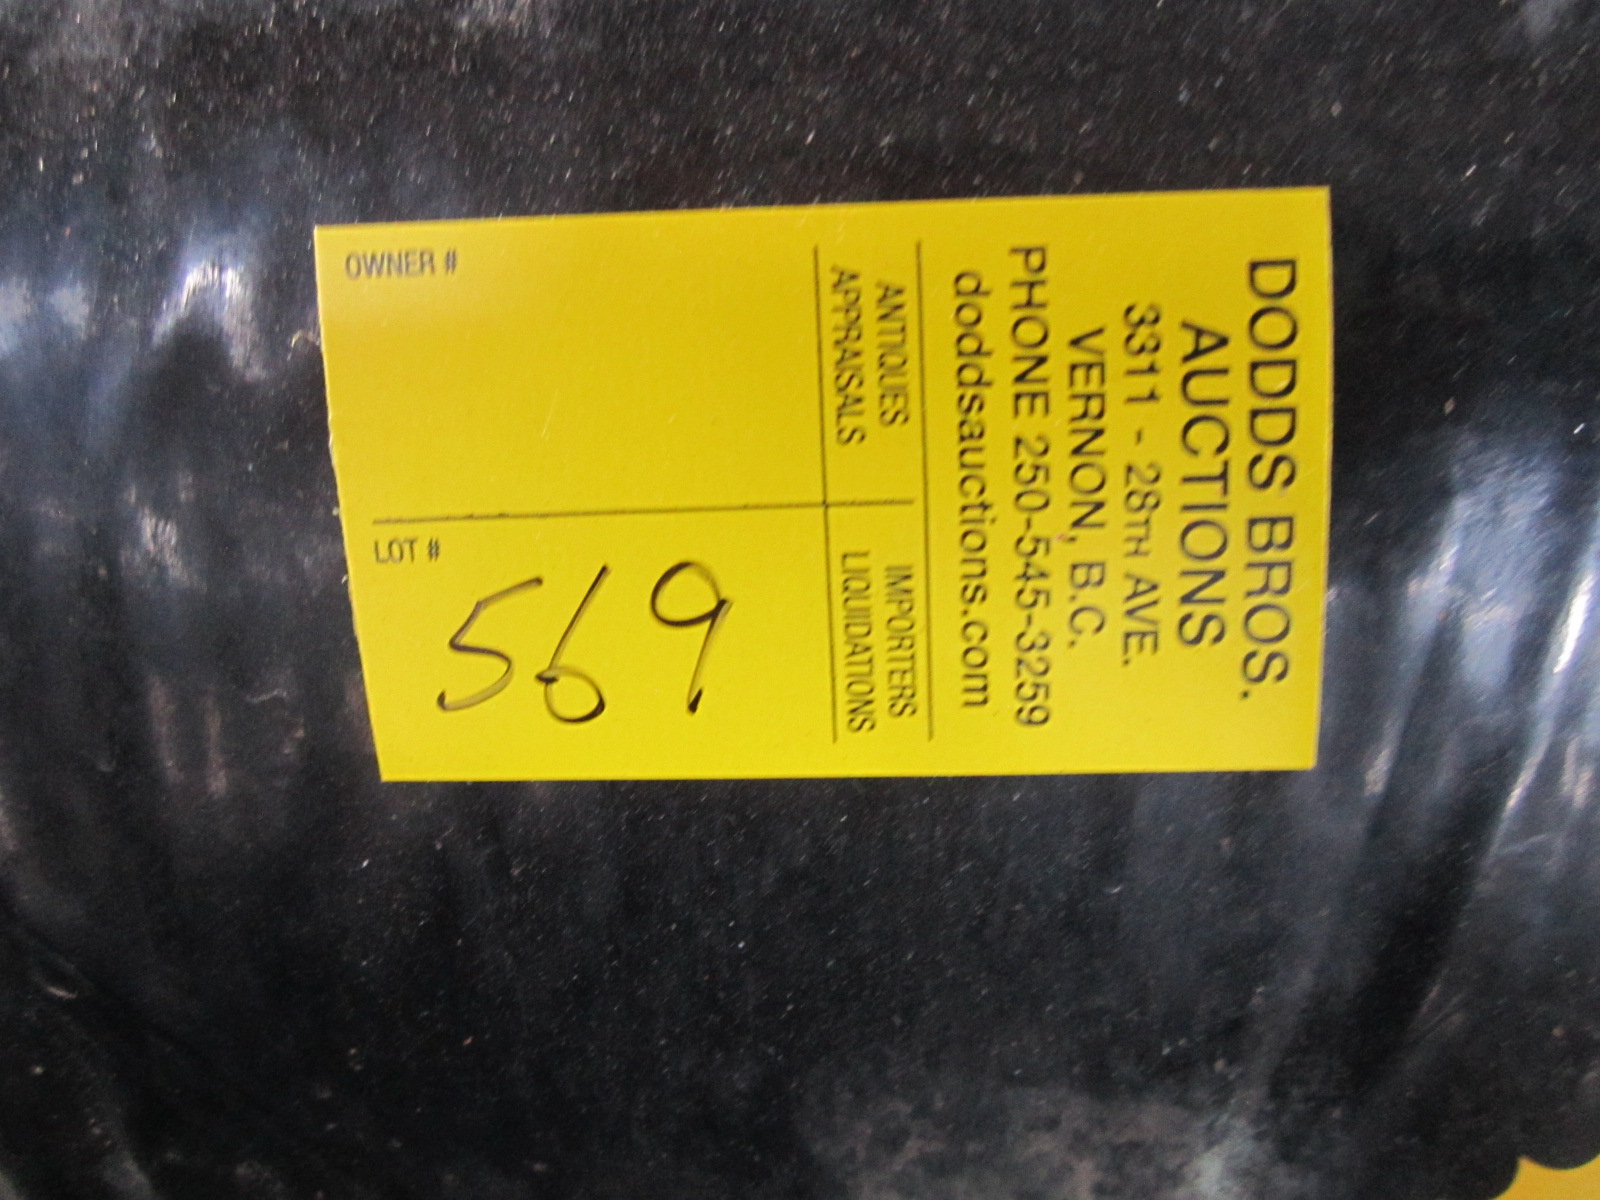 DODDS BROS.
AUCTIONS
3311 - 28TH AVE.
VERNON, B.C.
PHONE 250-545-3259
doddsauctions.com
ANTIQUES
APPRAISALS
IMPORTERS
LIQUIDATIONS
OWNER #
LOT #
569